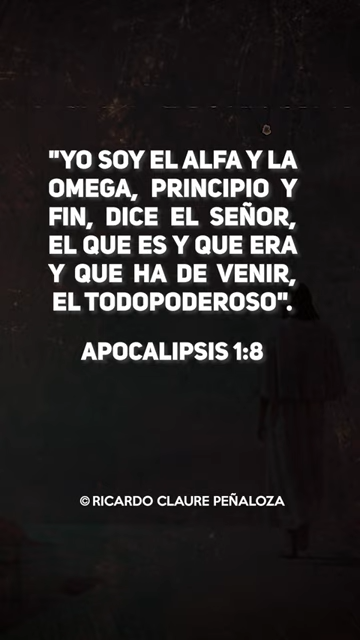 "YO SOY EL ALFA Y LA
OMEGA, PRINCIPIO Y
FIN, DICE EL SEÑOR,
EL QUE ES Y QUE ERA
Y QUE HA DE VENIR,
EL TODOPODEROSO".
APOCALIPSIS 1:8
© RICARDO CLAURE PEÑALOZA